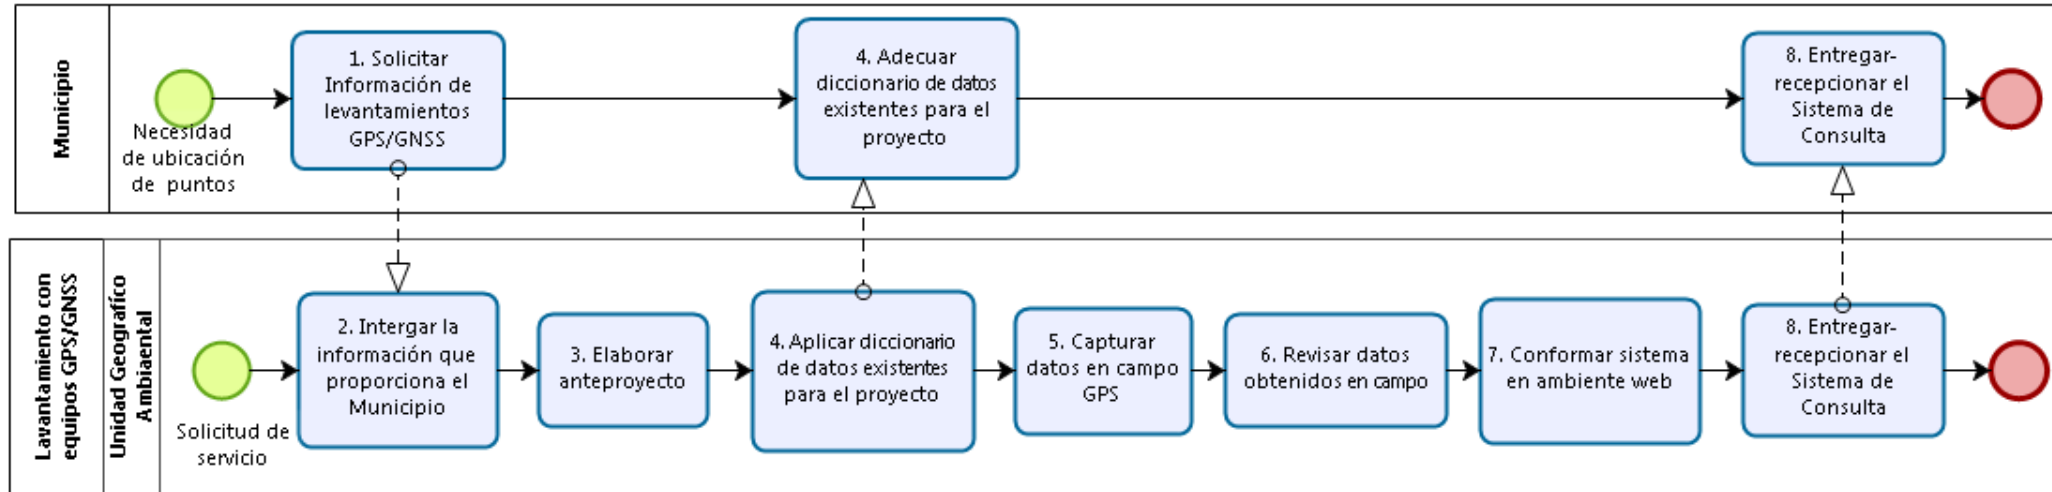 Municipio
Necesidad
de ubicación
de puntos
1. Solicitar
Información de
levantamientos
GPS/GNSS
4. Adecuar
diccionario de datos
existentes para el
proyecto
8. Entregar-
recepcionar el
Sistema de
Consulta
Lavantamiento con
equipos GPS/GNSS
Unidad Geografíco
Ambiaental
Solicitud de
servicio
2. Intergar la
información que
proporciona el
Municipio
3. Elaborar
anteproyecto
4. Aplicar diccionario
de datos existentes
para el proyecto
5. Capturar
datos en campo
GPS
6. Revisar datos
obtenidos en campo
7. Conformar sistema
en ambiente web
8. Entregar-
recepcionar el
Sistema de
Consulta